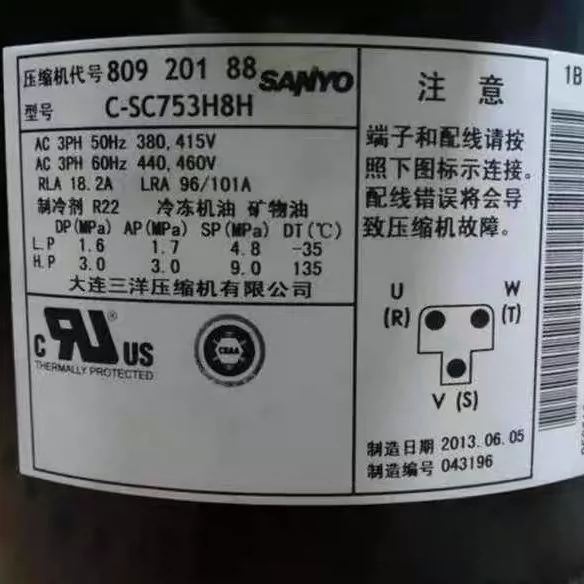 压缩机代号 809 201 88 SANYO
型号 C-SC753H8H
AC 3PH 50Hz 380,415V
AC 3PH 60Hz 440,460V
RLA 18.2A LRA 96/101A
制冷剂 R22 冷冻机油 矿物油
DP(MPa) AP(MPa) SP(MPa) DT(℃)
L.P 1.6 1.7 4.8 -35
H.P 3.0 3.0 9.0 135
大连三洋压缩机有限公司
C RU ® US
THERMALLY PROTECTED
CRAA
注 意
端子和配线请按
照下图标示连接。
配线错误将会导
致压缩机故障。
U W
(R) (T)
V (S)
制造日期 2013.06.05
制造编号 043196
1B